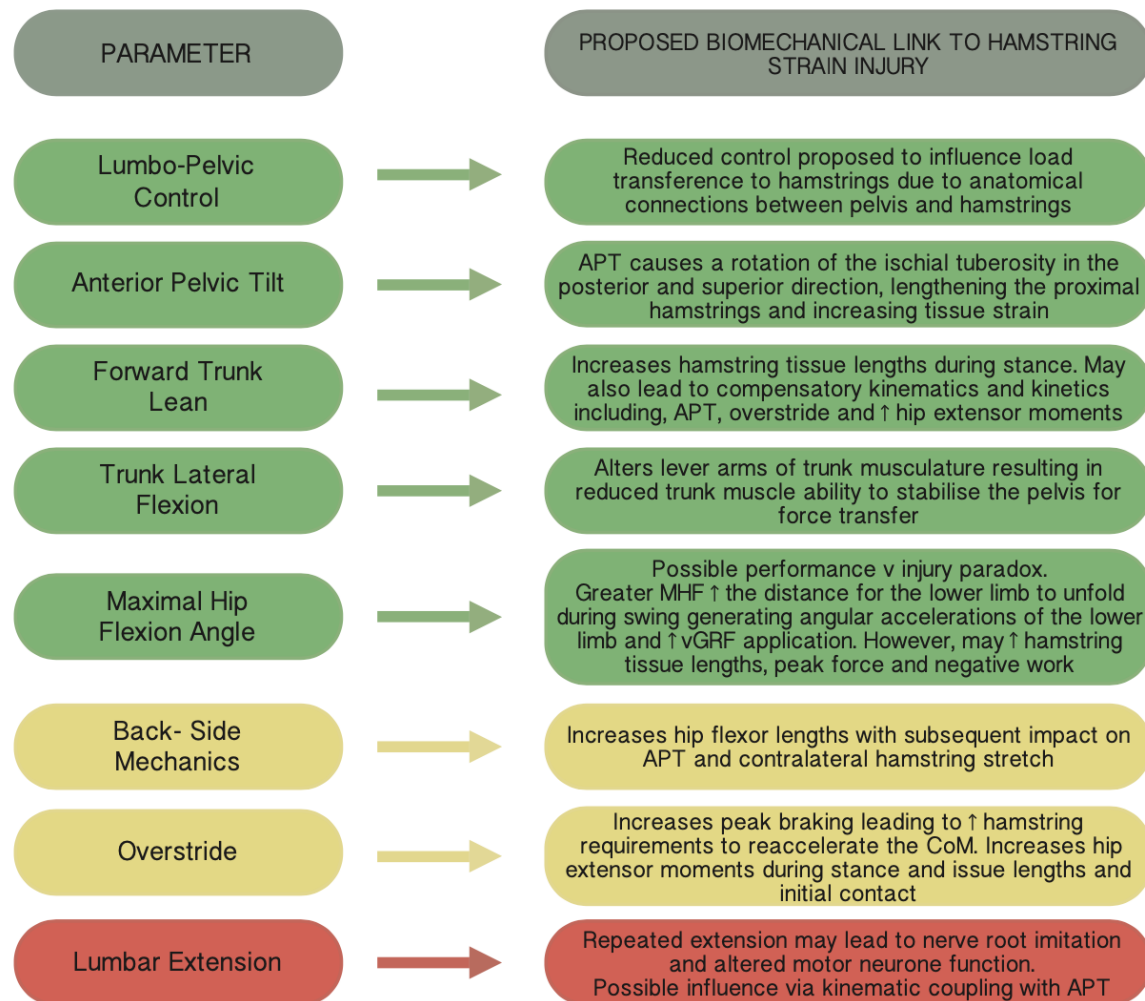 PARAMETER
PROPOSED BIOMECHANICAL LINK TO HAMSTRING
STRAIN INJURY
Lumbo-Pelvic
Control
Reduced control proposed to influence load
transference to hamstrings due to anatomical
connections between pelvis and hamstrings
Anterior Pelvic Tilt
APT causes a rotation of the ischial tuberosity in the
posterior and superior direction, lengthening the proximal
hamstrings and increasing tissue strain
Forward Trunk
Lean
Increases hamstring tissue lengths during stance. May
also lead to compensatory kinematics and kinetics
including, APT, overstride and ↑ hip extensor moments
Trunk Lateral
Flexion
Alters lever arms of trunk musculature resulting in
reduced trunk muscle ability to stabilise the pelvis for
force transfer
Maximal Hip
Flexion Angle
Possible performance v injury paradox.
Greater MHF ↑ the distance for the lower limb to unfold
during swing generating angular accelerations of the lower
limb and ↑ vGRF application. However, may ↑ hamstring
tissue lengths, peak force and negative work
Back- Side
Mechanics
Increases hip flexor lengths with subsequent impact on
APT and contralateral hamstring stretch
Overstride
Increases peak braking leading to ↑ hamstring
requirements to reaccelerate the CoM. Increases hip
extensor moments during stance and issue lengths and
initial contact
Lumbar Extension
Repeated extension may lead to nerve root imitation
and altered motor neurone function.
Possible influence via kinematic coupling with APT